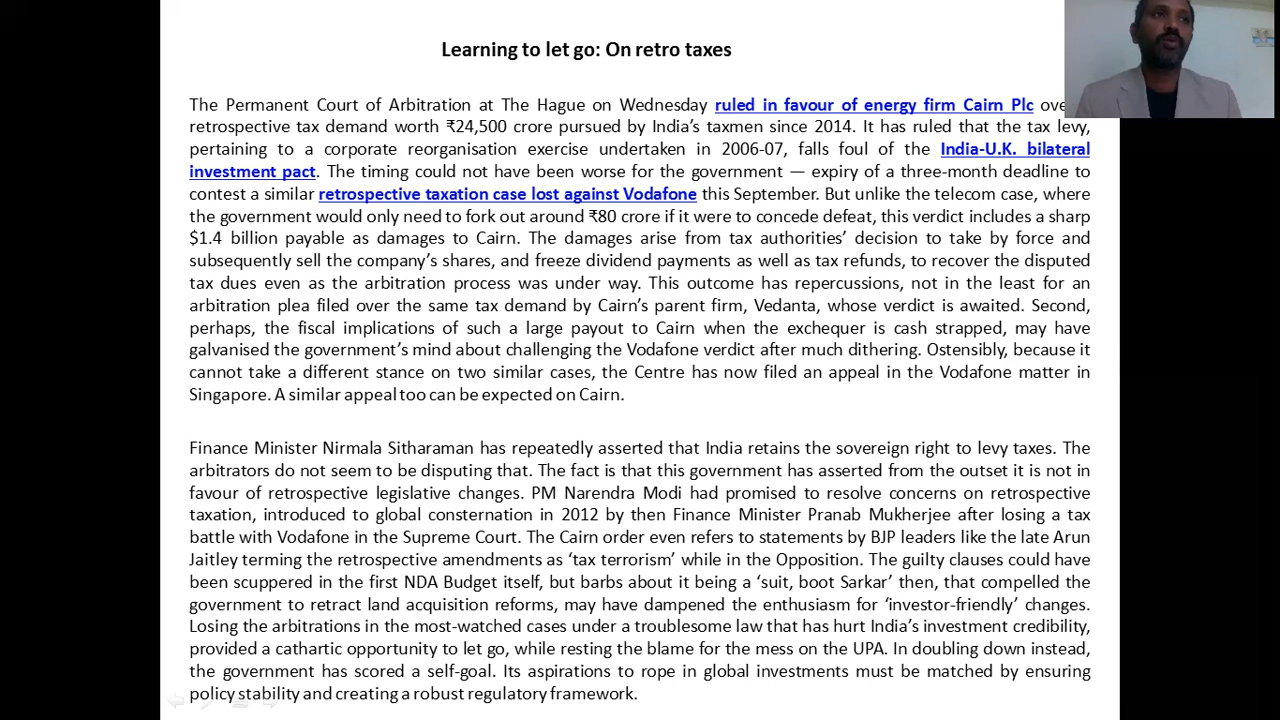 Learning to let go: On retro taxes
The Permanent Court of Arbitration at The Hague on Wednesday ruled in favour of energy firm Cairn Plc
retrospective tax demand worth ₹24,500 crore pursued by India’s taxmen since 2014. It has ruled that the tax levy,
pertaining to a corporate reorganisation exercise undertaken in 2006-07, falls foul of the India-U.K. bilateral
investment pact. The timing could not have been worse for the government — expiry of a three-month deadline to
contest a similar retrospective taxation case lost against Vodafone this September. But unlike the telecom case, where
the government would only need to fork out around ₹80 crore if it were to concede defeat, this verdict includes a sharp
$1.4 billion payable as damages to Cairn. The damages arise from tax authorities’ decision to take by force and
subsequently sell the company’s shares, and freeze dividend payments as well as tax refunds, to recover the disputed
tax dues even as the arbitration process was under way. This outcome has repercussions, not in the least for an
arbitration plea filed over the same tax demand by Cairn’s parent firm, Vedanta, whose verdict is awaited. Second,
perhaps, the fiscal implications of such a large payout to Cairn when the exchequer is cash strapped, may have
galvanised the government’s mind about challenging the Vodafone verdict after much dithering. Ostensibly, because it
cannot take a different stance on two similar cases, the Centre has now filed an appeal in the Vodafone matter in
Singapore. A similar appeal too can be expected on Cairn.
Finance Minister Nirmala Sitharaman has repeatedly asserted that India retains the sovereign right to levy taxes. The
arbitrators do not seem to be disputing that. The fact is that this government has asserted from the outset it is not in
favour of retrospective legislative changes. PM Narendra Modi had promised to resolve concerns on retrospective
taxation, introduced to global consternation in 2012 by then Finance Minister Pranab Mukherjee after losing a tax
battle with Vodafone in the Supreme Court. The Cairn order even refers to statements by BJP leaders like the late Arun
Jaitley terming the retrospective amendments as ‘tax terrorism’ while in the Opposition. The guilty clauses could have
been scuppered in the first NDA Budget itself, but barbs about it being a ‘suit, boot Sarkar’ then, that compelled the
government to retract land acquisition reforms, may have dampened the enthusiasm for ‘investor-friendly’ changes.
Losing the arbitrations in the most-watched cases under a troublesome law that has hurt India’s investment credibility,
provided a cathartic opportunity to let go, while resting the blame for the mess on the UPA. In doubling down instead,
the government has scored a self-goal. Its aspirations to rope in global investments must be matched by ensuring
policy stability and creating a robust regulatory framework.